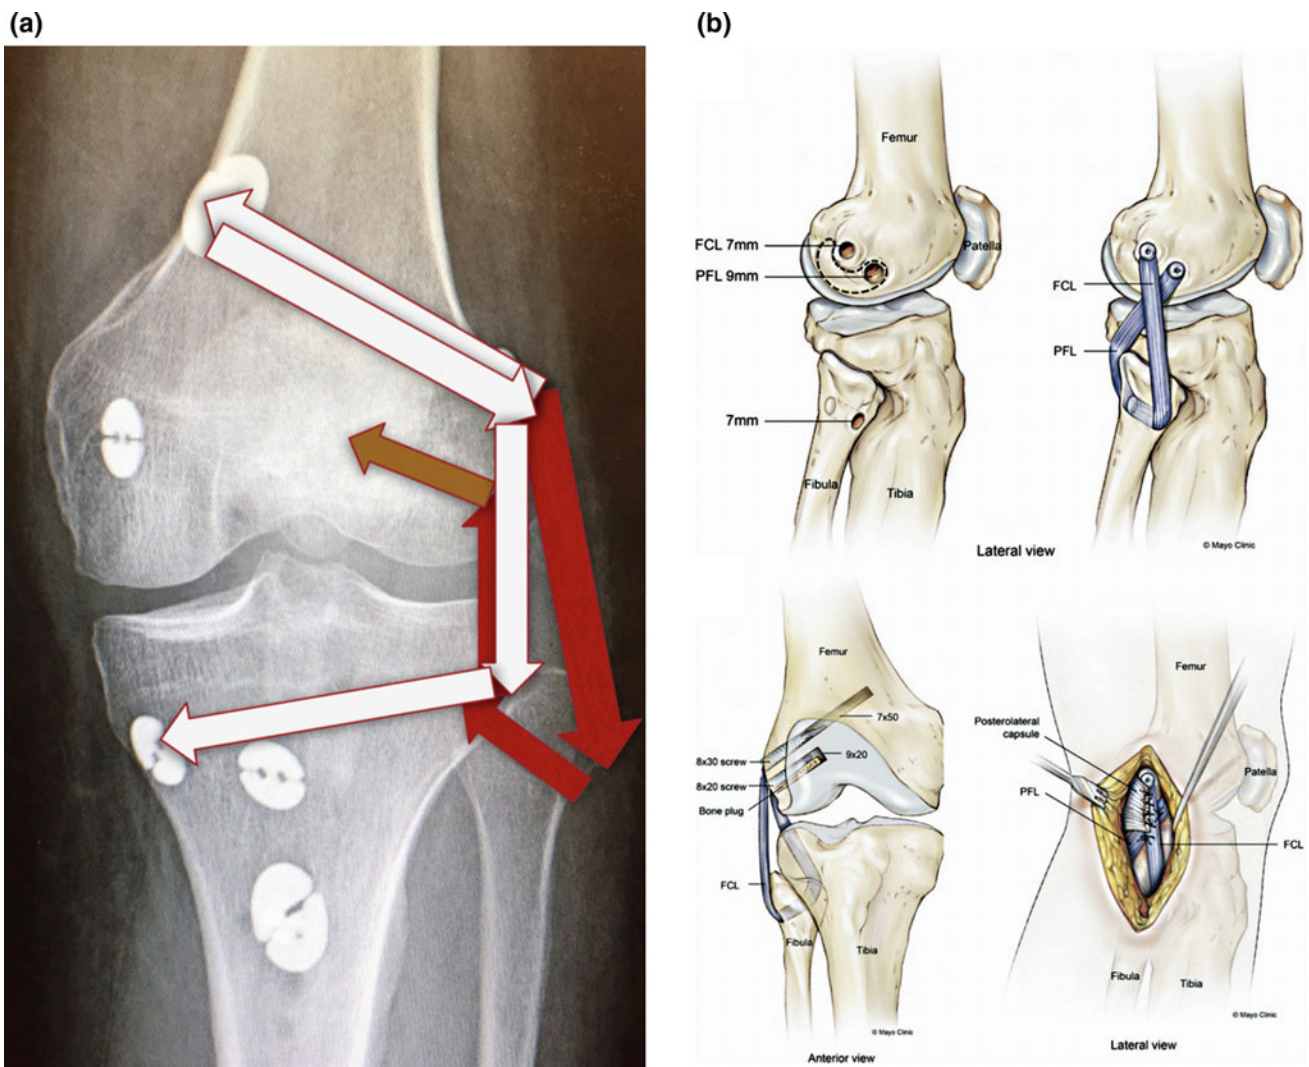 (a)
(b)
Femur
FCL 7mm
PFL 9mm
Patella
FCL
PFL
7mm
Fibula
Tibia
Lateral view
© Mayo Clinic
Femur
7x50
9x20
8x30 screw
8x20 screw
Bone plug
FCL
Fibula
Tibia
© Mayo Clinic
Anterior view
Femur
Posterolateral
capsule
Patella
PFL
FCL
Fibula
Tibia
© Mayo Clinic
Lateral view